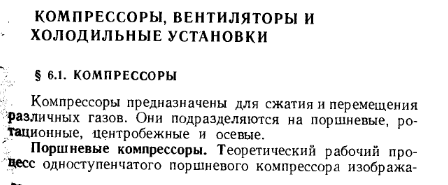 КОМПРЕССОРЫ, ВЕНТИЛЯТОРЫ И
ХОЛОДИЛЬНЫЕ УСТАНОВКИ
§ 6.1. КОМПРЕССОРЫ
Компрессоры предназначены для сжатия и перемещения
различных газов. Они подразделяются на поршневые, ро-
тационные, центробежные и осевые.
Поршневые компрессоры. Теоретический рабочий про-
цесс одноступенчатого поршневого компрессора изобража-